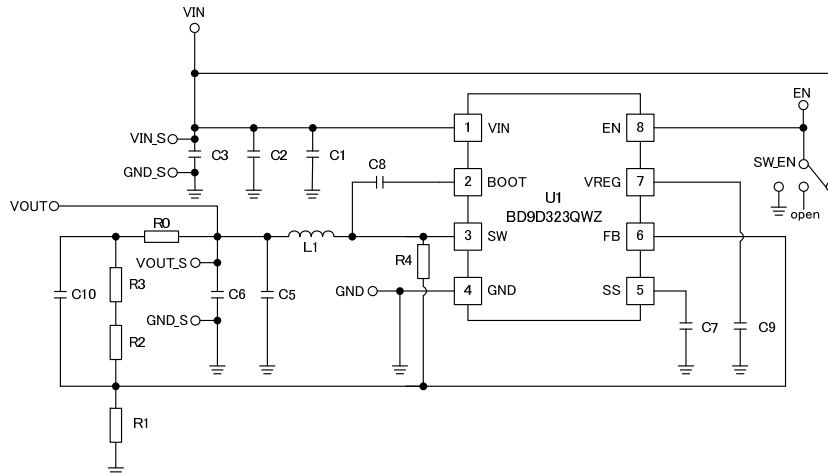 VIN
EN
VIN_S
C3
C2
C1
1
VIN
EN
8
GND_S
C8
SW_EN
2
BOOT
VREG
7
U1
BD9D323QWZ
open
VOUT
R0
L1
3
SW
FB
6
VOUT_S
R4
R3
C10
C6
C5
GND
4
GND
SS
5
GND_S
R2
C7
C9
R1